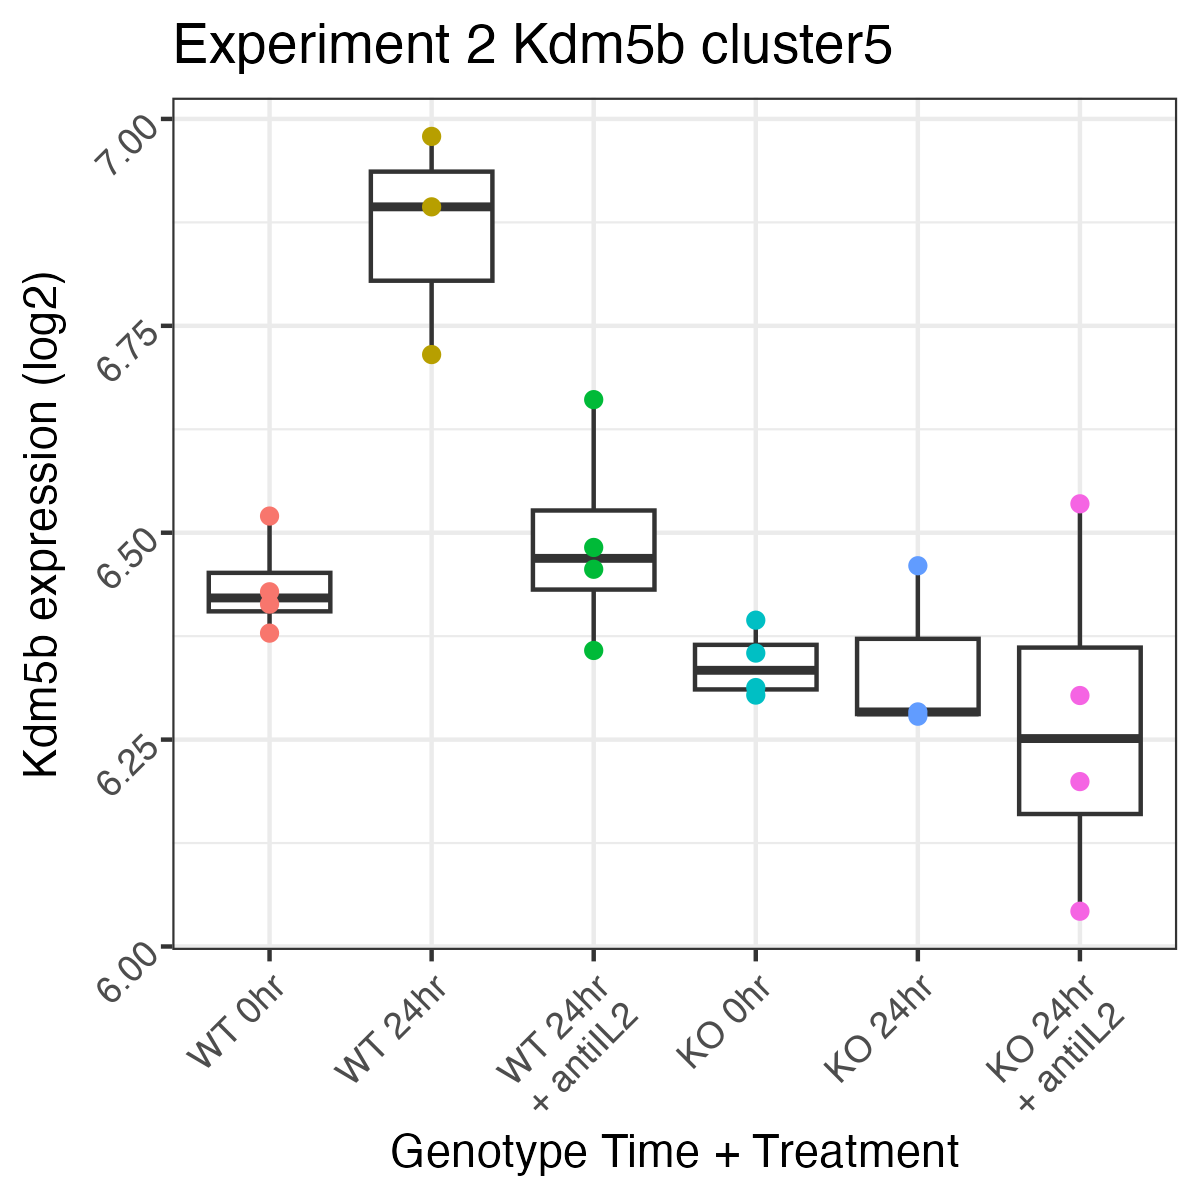 Experiment 2 Kdm5b cluster5
Kdm5b expression (log2)
7.00
6.75
6.50
6.25
6.00
WT 0hr
WT 24hr
WT 24hr
+ antiIL2
KO 0hr
KO 24hr
KO 24hr
+ antiIL2
Genotype Time + Treatment